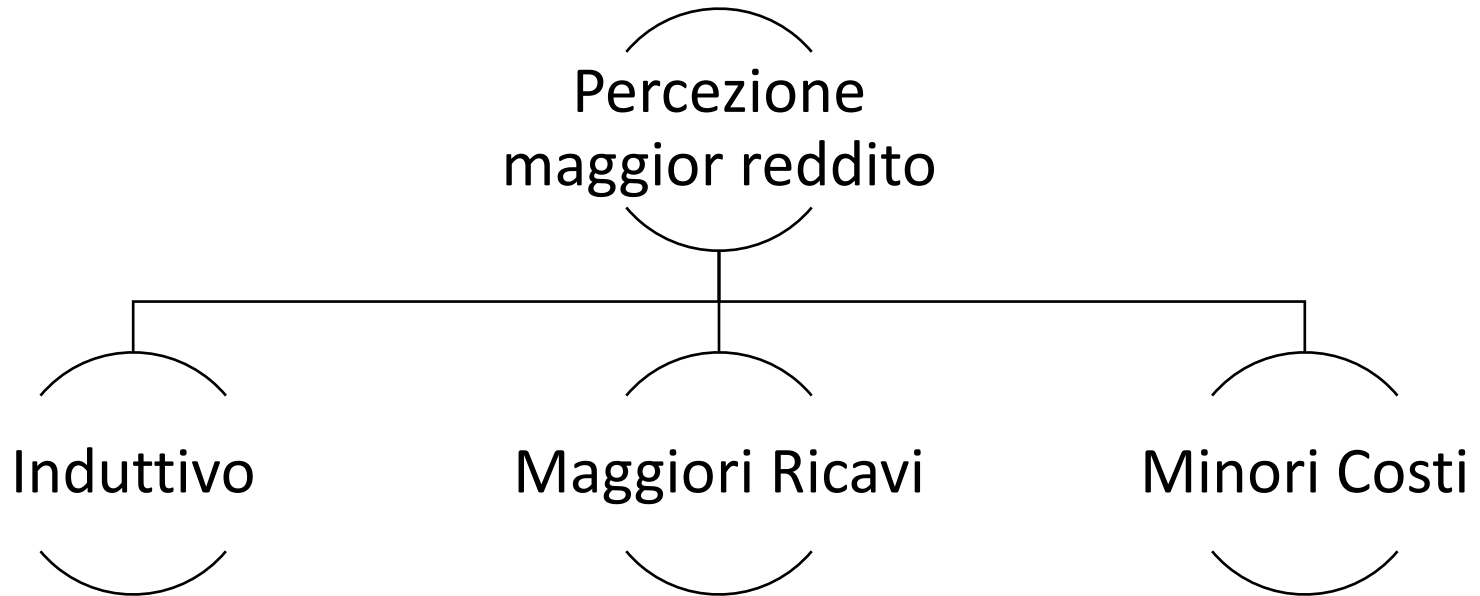 Percezione
maggior reddito
Induttivo
Maggiori Ricavi
Minori Costi